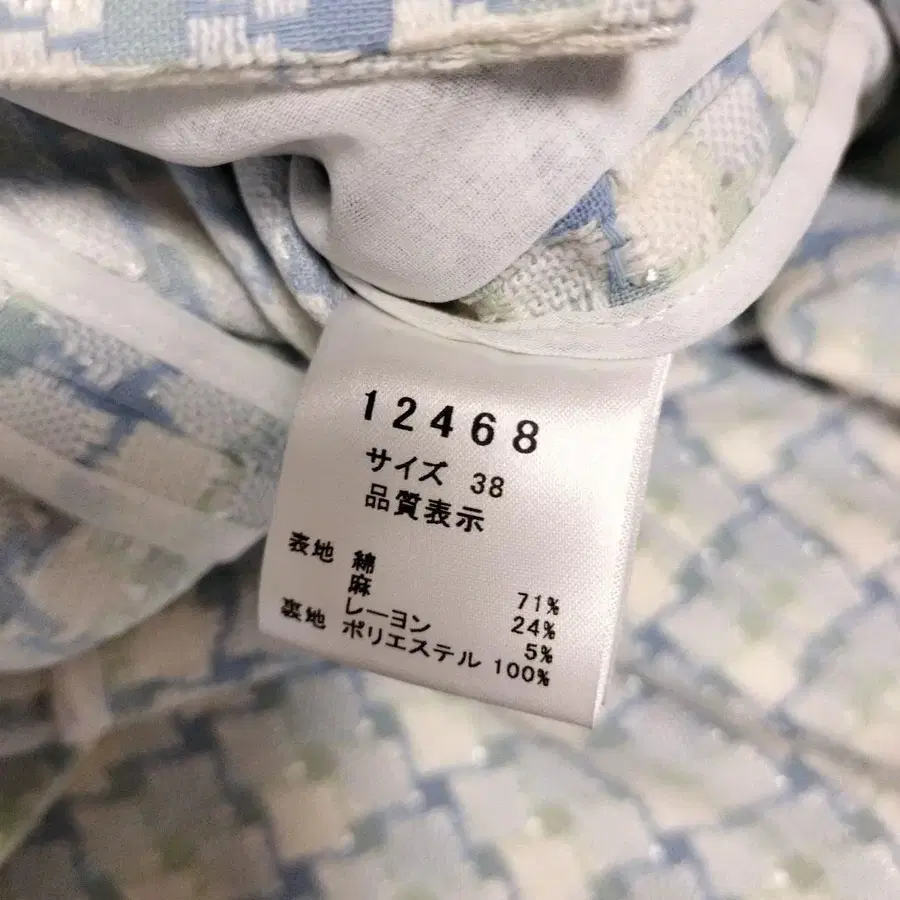 12468
サイズ 38
品質表示
表地 綿 71%
麻 24%
レーヨン 5%
裏地 ポリエステル 100%